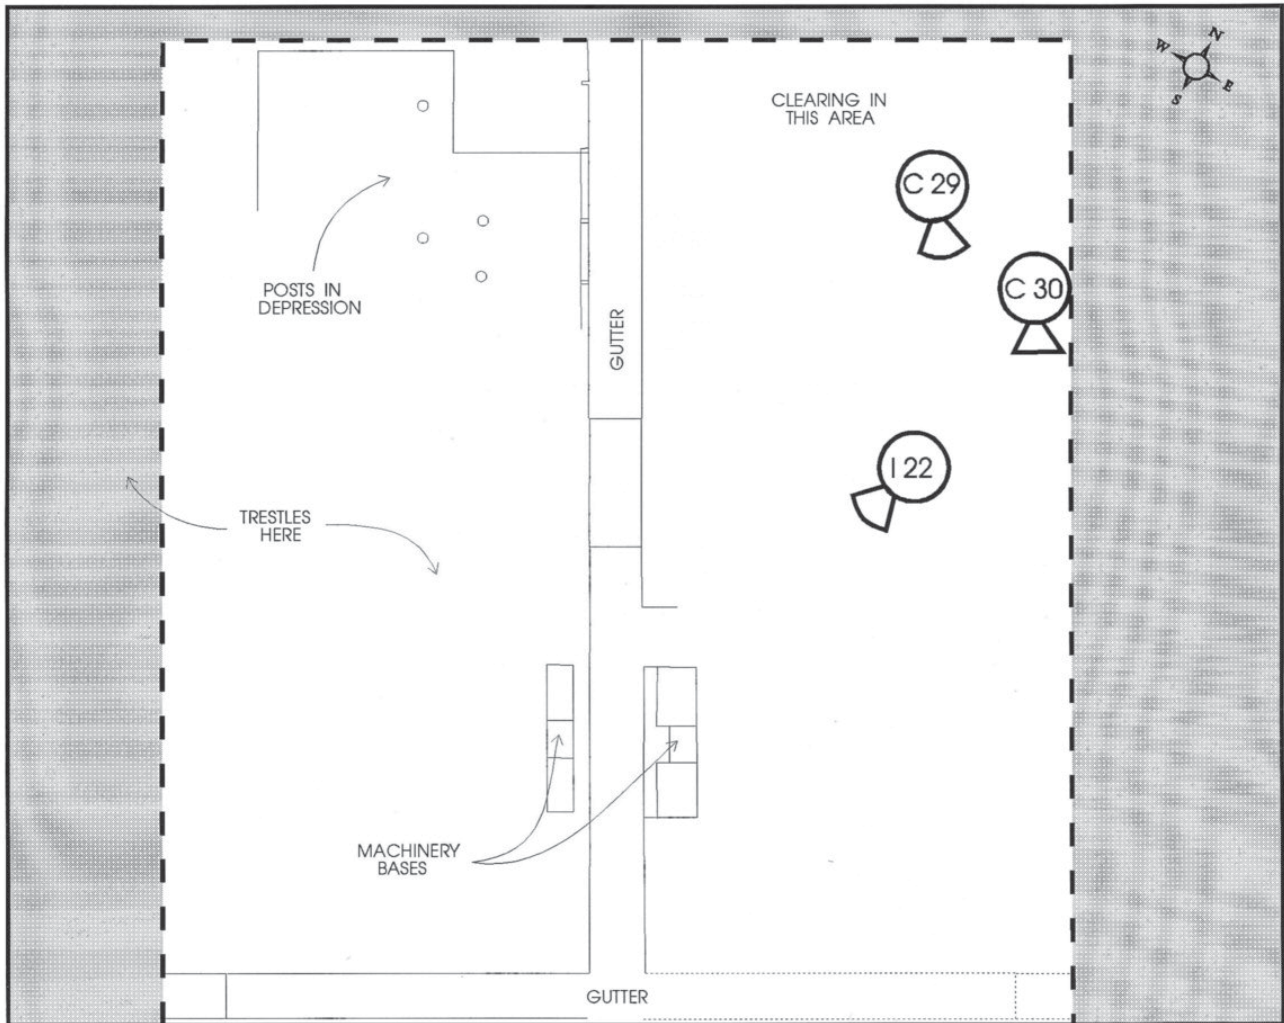 N
W
E
S
CLEARING IN
THIS AREA
C 29
C 30
POSTS IN
DEPRESSION
GUTTER
I 22
TRESTLES
HERE
MACHINERY
BASES
GUTTER